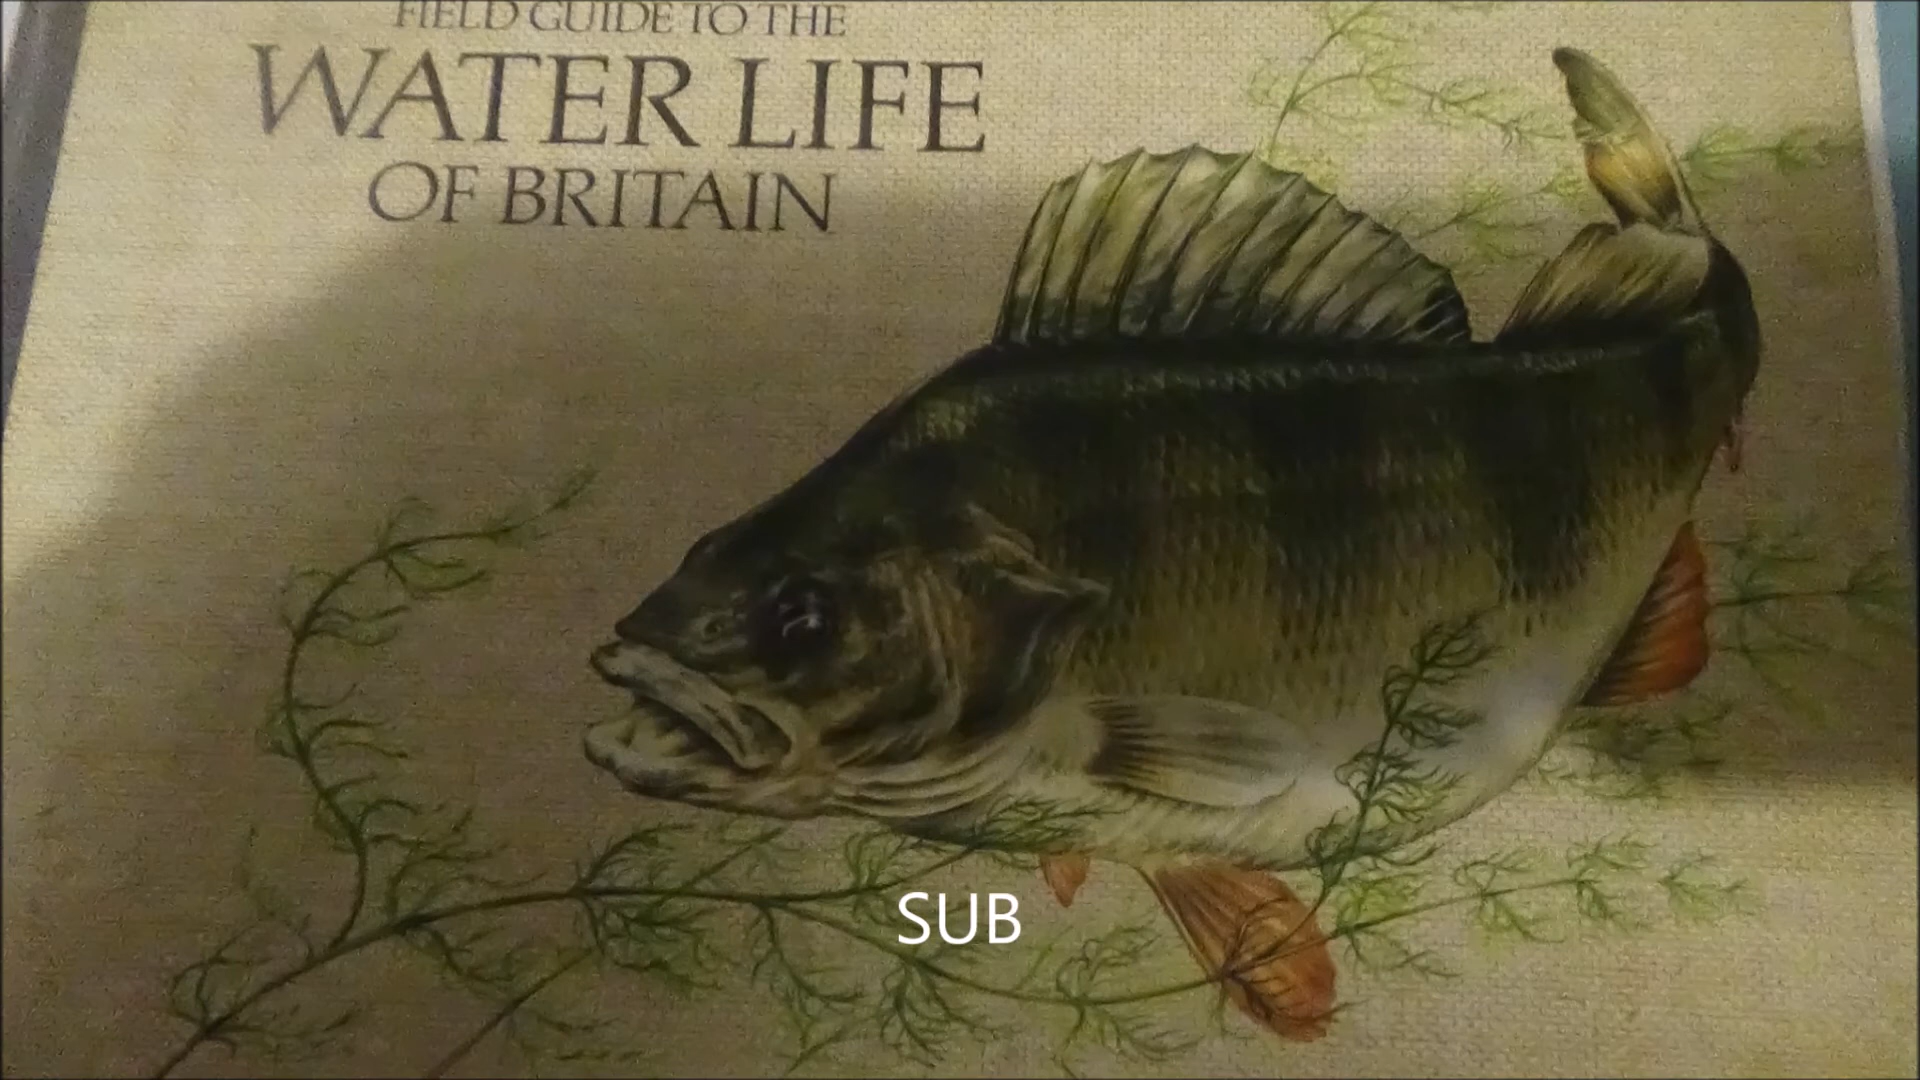 FIELD GUIDE TO THE
WATER LIFE
OF BRITAIN
SUB